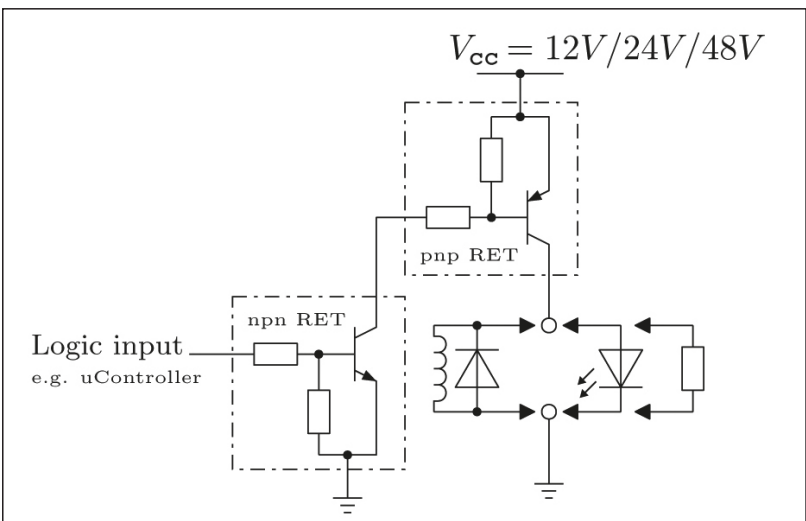 V_CC = 12V/24V/48V
pnp RET
npn RET
Logic input
e.g. uController